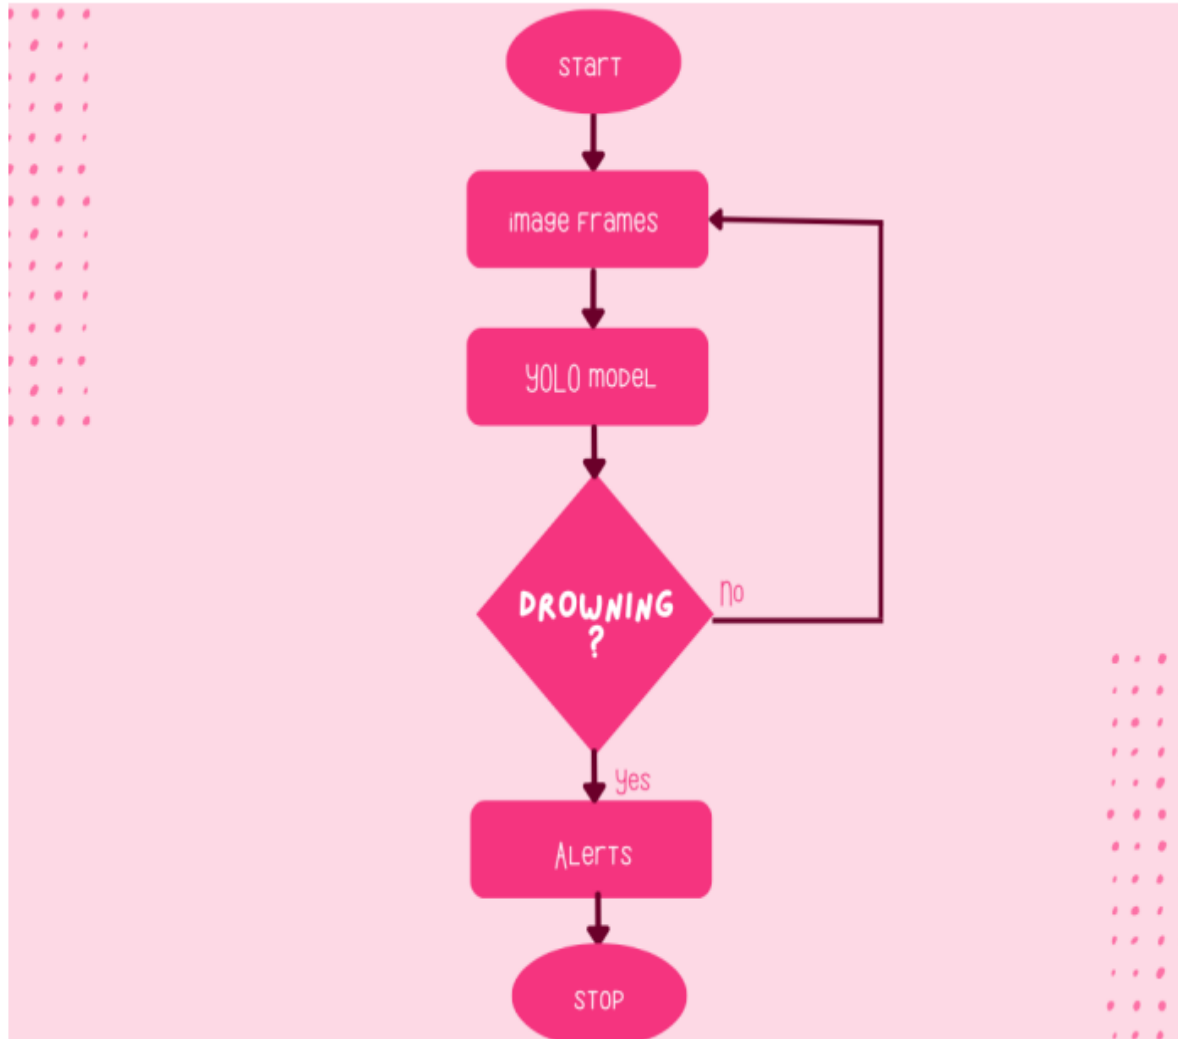 Start
image Frames
YOLO model
DROWNING
?
No
Yes
Alerts
STOP